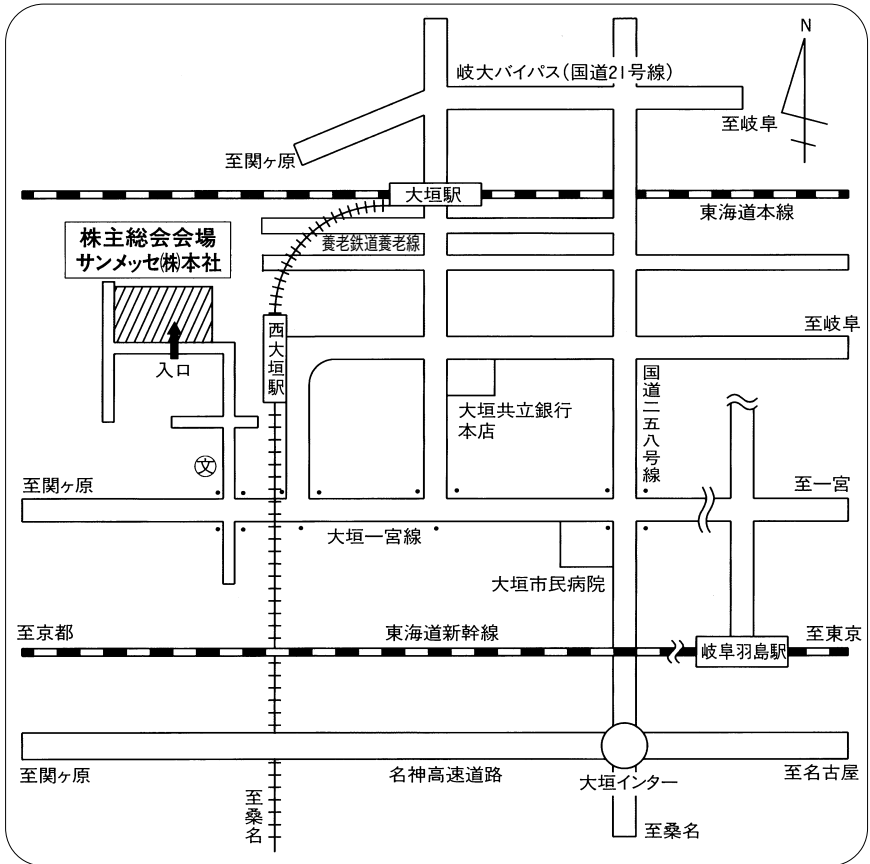 N
岐大バイパス(国道21号線)
至岐阜
至関ヶ原
大垣駅
東海道本線
株主総会会場
サンメッセ㈱本社
養老鉄道養老線
至岐阜
西大垣駅
入口
大垣共立銀行
本店
国道二五八号線
文
至関ヶ原
至一宮
大垣一宮線
大垣市民病院
至京都
東海道新幹線
岐阜羽島駅
至東京
至関ヶ原
名神高速道路
大垣インター
至名古屋
至桑名
至桑名